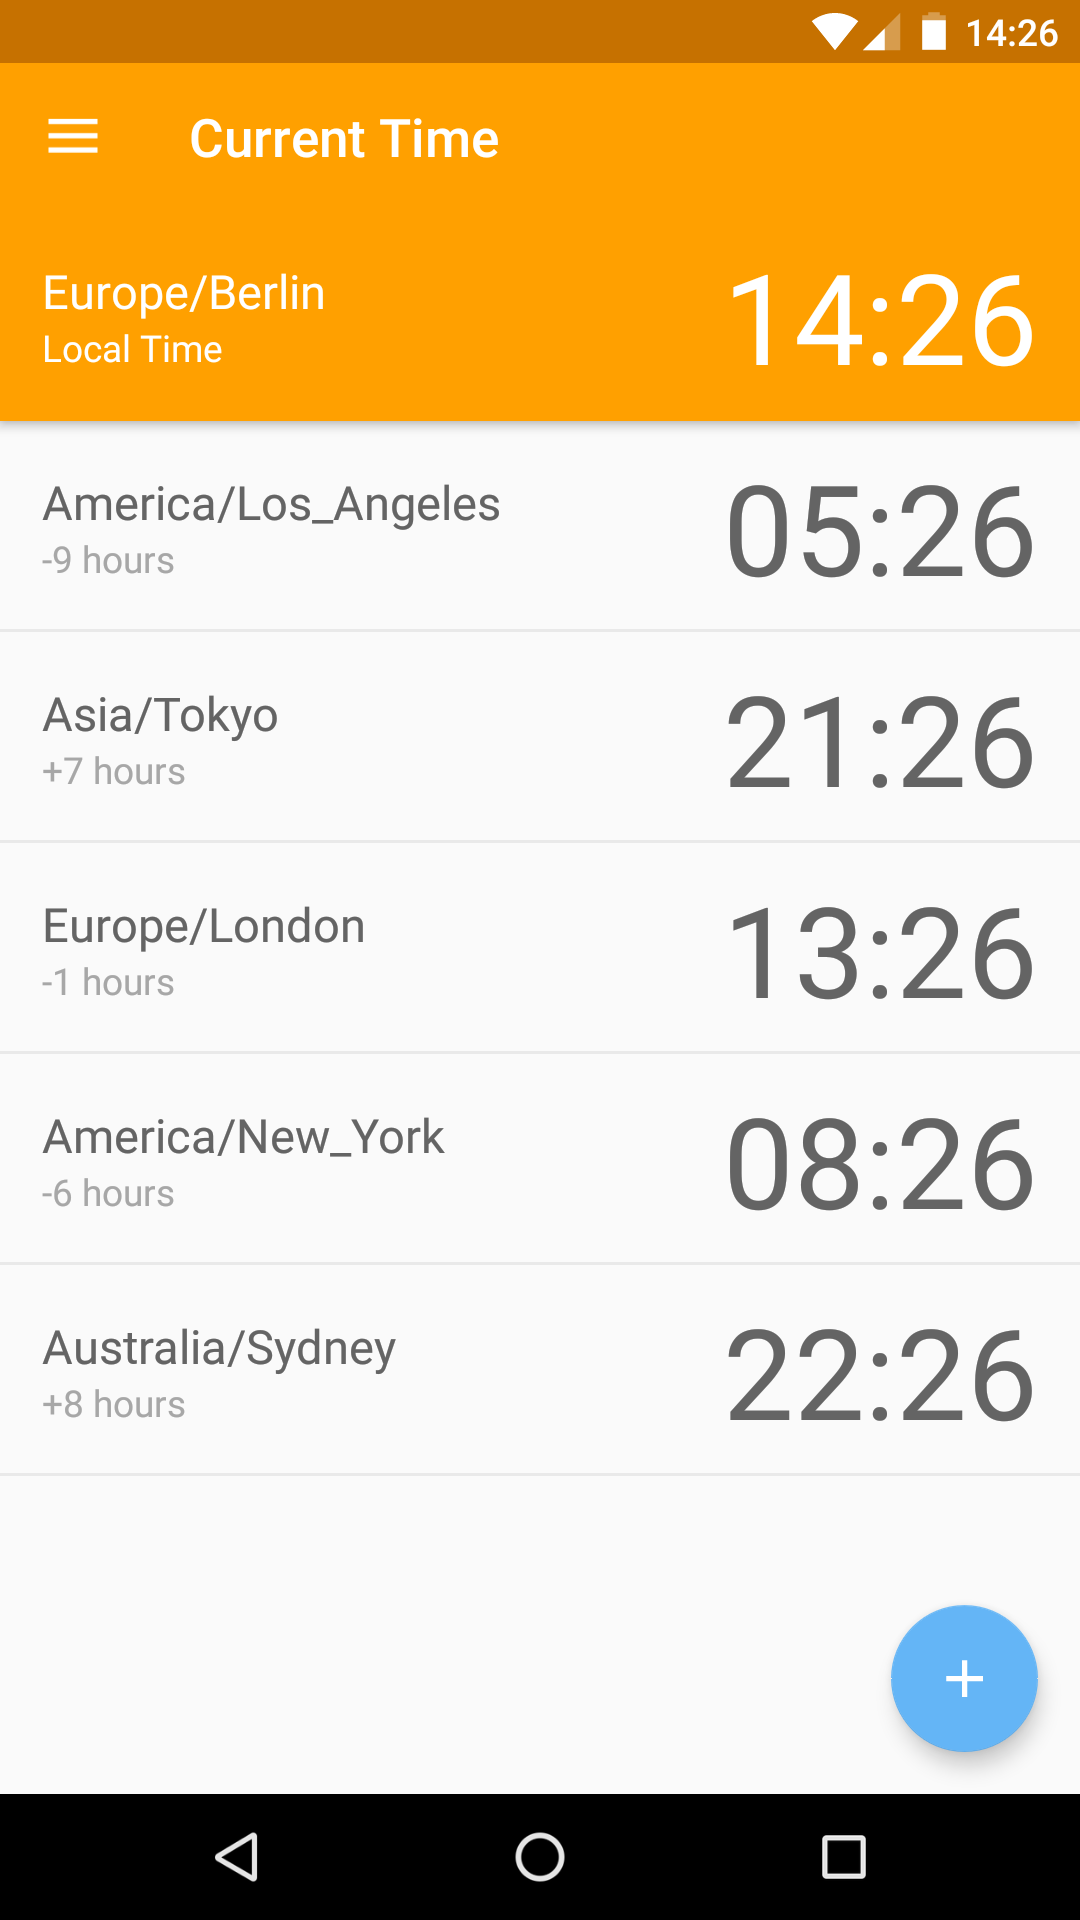 14:26
Current Time
Europe/Berlin
Local Time
14:26
America/Los_Angeles
-9 hours
05:26
Asia/Tokyo
+7 hours
21:26
Europe/London
-1 hours
13:26
America/New_York
-6 hours
08:26
Australia/Sydney
+8 hours
22:26